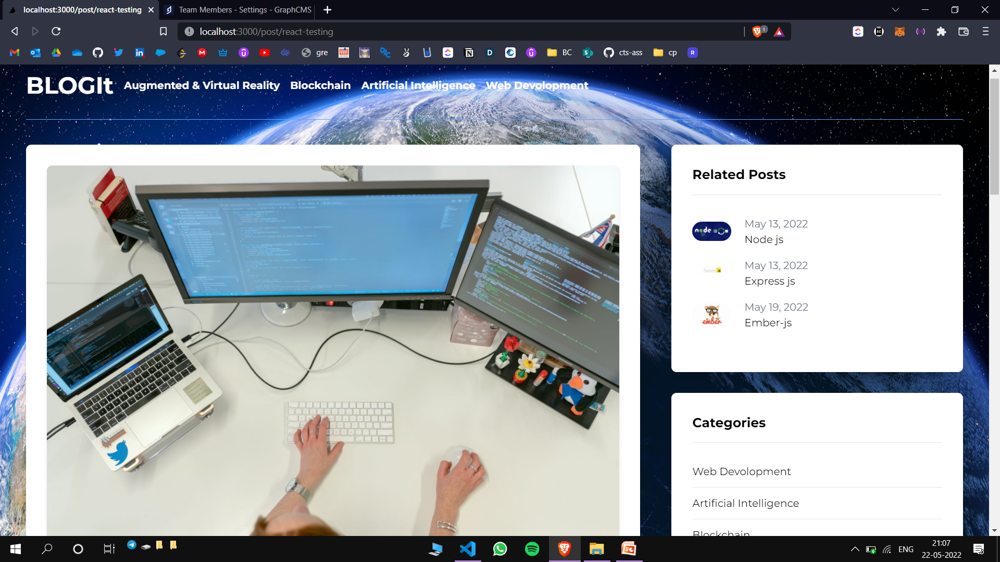 localhost:3000/post/react-testing
Team Members - Settings - GraphCMS
localhost:3000/post/react-testing
1
gre
BC
cts-ass
cp
BLOGIt
Augmented & Virtual Reality
Blockchain
Artificial Intelligence
Web Devolopment
Related Posts
May 13, 2022
Node js
May 13, 2022
Express js
May 19, 2022
Ember-js
Categories
Web Devolopment
Artificial Intelligence
Blockchain
ENG
21:07
22-05-2022